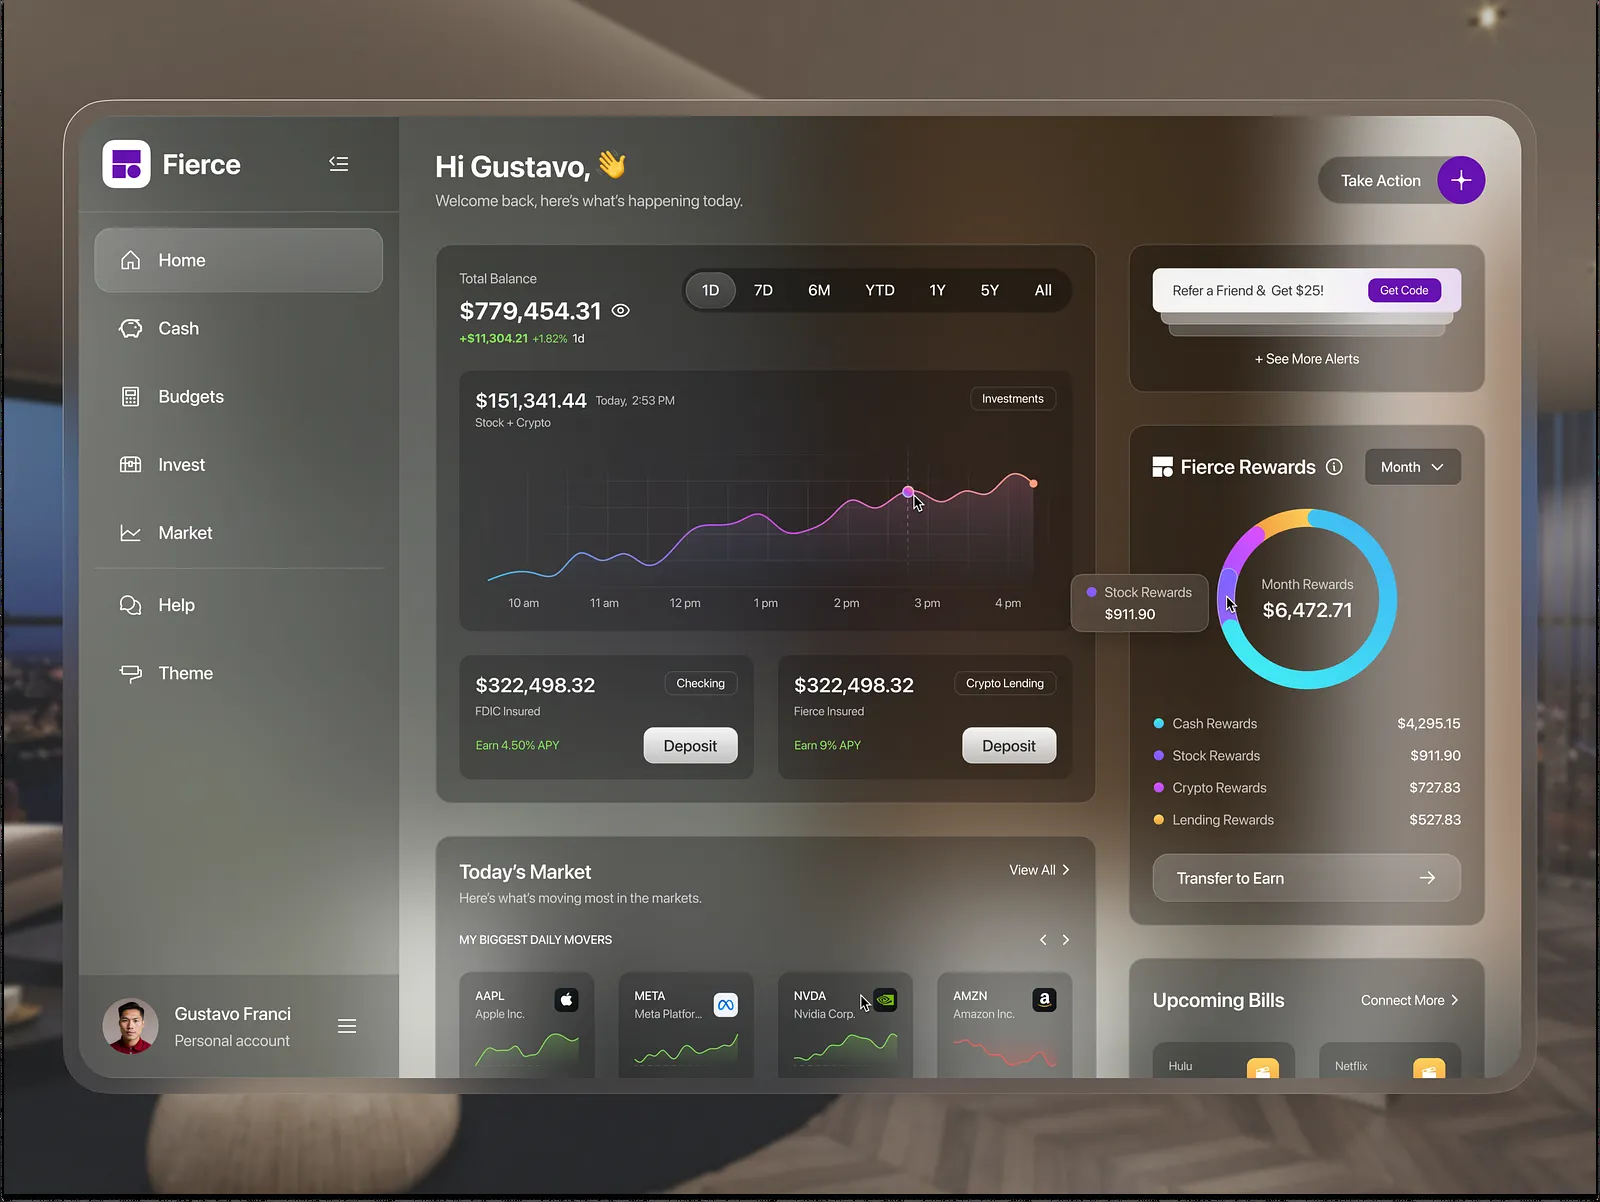 Fierce
Home
Cash
Budgets
Invest
Market
Help
Theme
Gustavo Franci
Personal account
Hi Gustavo, 👋
Welcome back, here's what's happening today.
Take Action
Total Balance
$779,454.31
+$11,304.21 +1.82% 1d
1D 7D 6M YTD 1Y 5Y All
$151,341.44 Today, 2:53 PM
Stock + Crypto
Investments
10 am 11 am 12 pm 1 pm 2 pm 3 pm 4 pm
$322,498.32
Checking
FDIC Insured
Earn 4.50% APY
Deposit
$322,498.32
Crypto Lending
Fierce Insured
Earn 9% APY
Deposit
Today's Market
View All
Here's what's moving most in the markets.
MY BIGGEST DAILY MOVERS
AAPL
Apple Inc.
META
Meta Platfor...
NVDA
Nvidia Corp.
AMZN
Amazon Inc.
a
Refer a Friend & Get $25!
Get Code
+ See More Alerts
Fierce Rewards
Month
Month Rewards
$6,472.71
Stock Rewards
$911.90
Cash Rewards $4,295.15
Stock Rewards $911.90
Crypto Rewards $727.83
Lending Rewards $527.83
Transfer to Earn
Upcoming Bills
Connect More
Hulu
Netflix